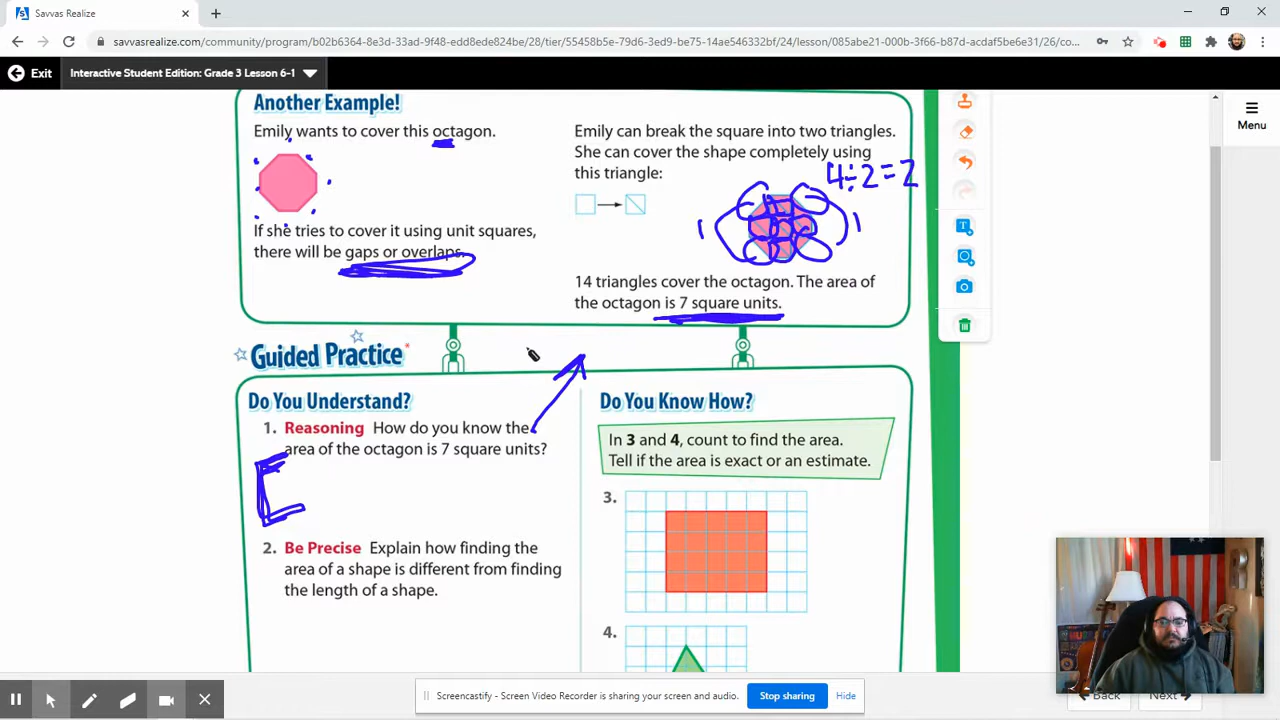 Savvas Realize
savvasrealize.com/community/program/b02b6364-8e3d-33ad-9f48-edd8ede84be/28/tier/55458b5e-79d6-3ed9-be75-14ae546332bf/24/lesson/085abe21-000b-3f66-b87d-acdaf5be6e31/26/co...
Exit
Interactive Student Edition: Grade 3 Lesson 6-1
Menu
Another Example!
Emily wants to cover this octagon.
If she tries to cover it using unit squares,
there will be gaps or overlaps.
Emily can break the square into two triangles.
She can cover the shape completely using
this triangle:
4÷2=2
1
1
14 triangles cover the octagon. The area of
the octagon is 7 square units.
Guided Practice*
Do You Understand?
1. Reasoning How do you know the
area of the octagon is 7 square units?
2. Be Precise Explain how finding the
area of a shape is different from finding
the length of a shape.
Do You Know How?
In 3 and 4, count to find the area.
Tell if the area is exact or an estimate.
3.
4.
Back
Next
Screencastify - Screen Video Recorder is sharing your screen and audio.
Stop sharing
Hide